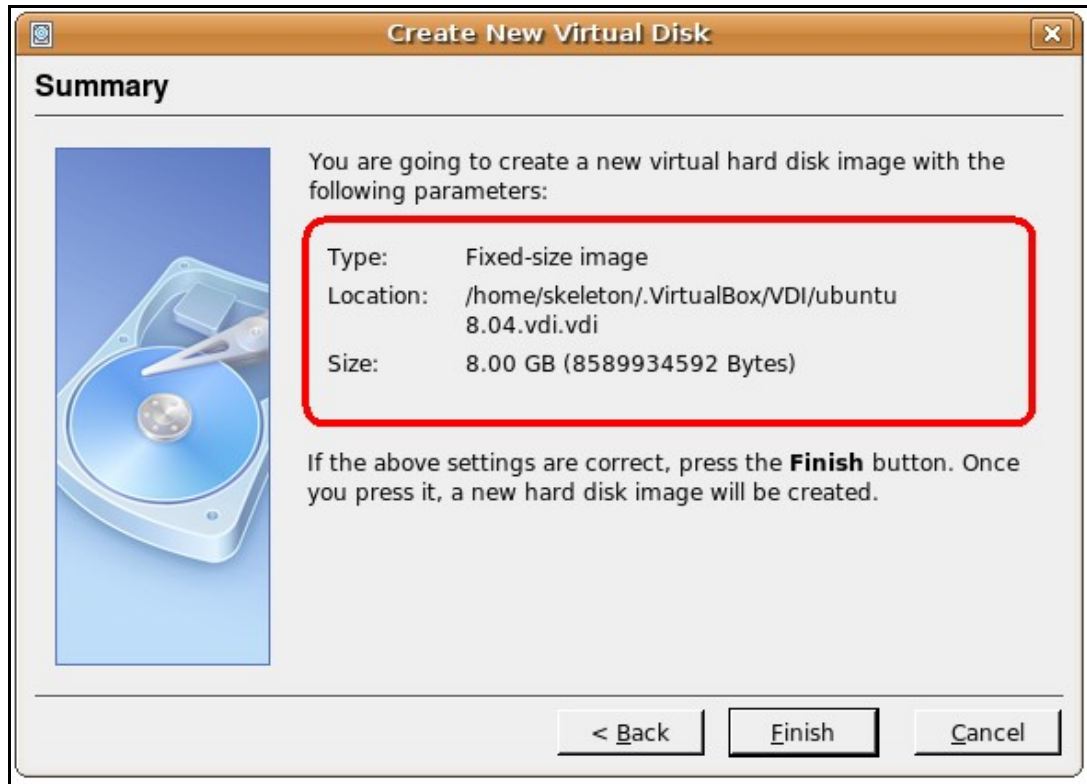 Create New Virtual Disk
Summary
You are going to create a new virtual hard disk image with the
following parameters:
Type: Fixed-size image
Location: /home/skeleton/.VirtualBox/VDI/ubuntu
8.04.vdi.vdi
Size: 8.00 GB (8589934592 Bytes)
If the above settings are correct, press the Finish button. Once
you press it, a new hard disk image will be created.
< Back Finish Cancel